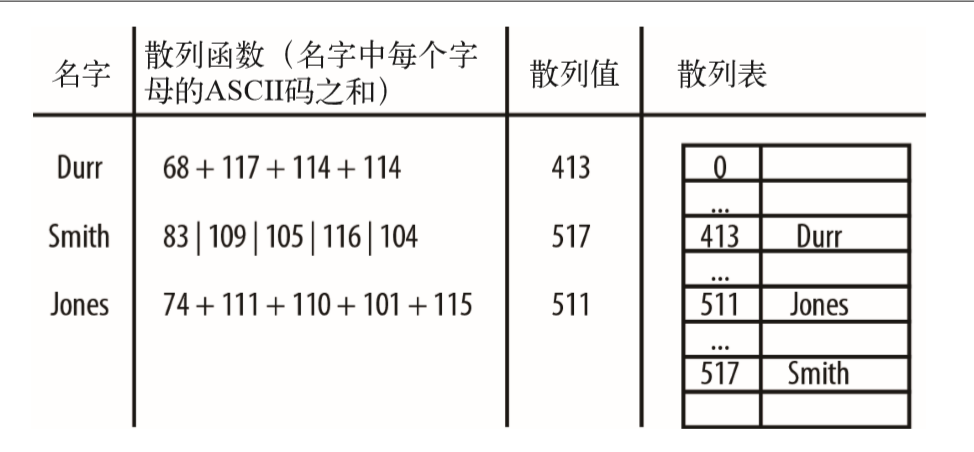 名字 散列函数（名字中每个字母的ASCII码之和） 散列值 散列表
Durr 68 + 117 + 114 + 114 413
Smith 83 | 109 | 105 | 116 | 104 517
Jones 74 + 111 + 110 + 101 + 115 511
0
...
413 Durr
...
511 Jones
...
517 Smith